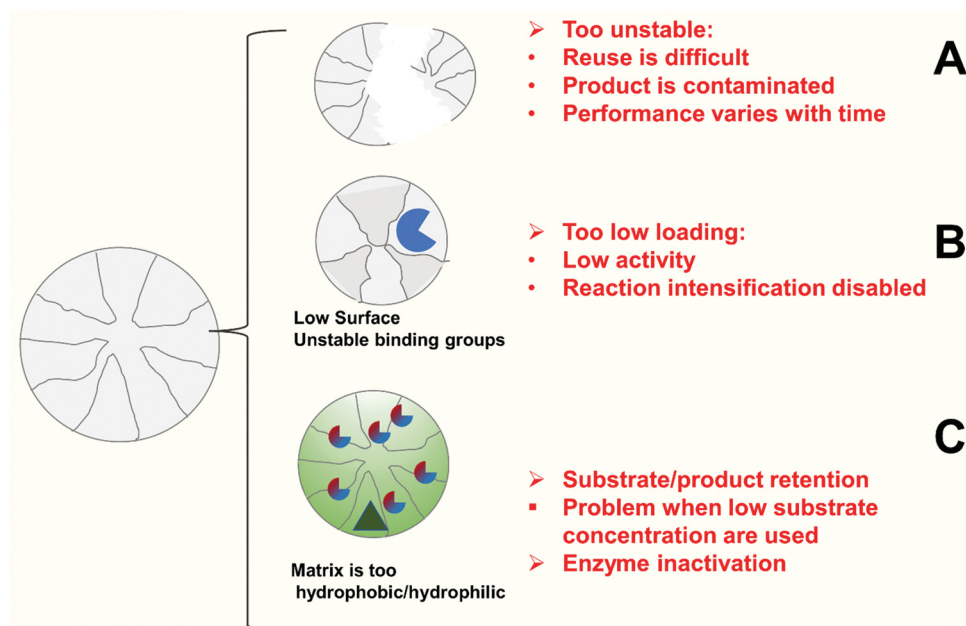 ➢ Too unstable:
• Reuse is difficult
• Product is contaminated
• Performance varies with time
A
➢ Too low loading:
• Low activity
• Reaction intensification disabled
B
Low Surface
Unstable binding groups
C
➢ Substrate/product retention
▪ Problem when low substrate
concentration are used
➢ Enzyme inactivation
Matrix is too
hydrophobic/hydrophilic